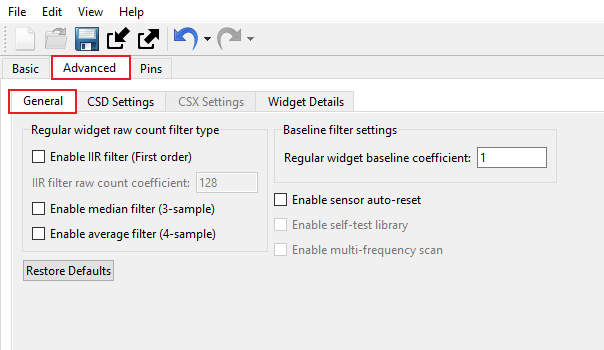 File Edit View Help
Basic Advanced Pins
General CSD Settings CSX Settings Widget Details
Regular widget raw count filter type
Enable IIR filter (First order)
IIR filter raw count coefficient: 128
Enable median filter (3-sample)
Enable average filter (4-sample)
Restore Defaults
Baseline filter settings
Regular widget baseline coefficient: 1
Enable sensor auto-reset
Enable self-test library
Enable multi-frequency scan